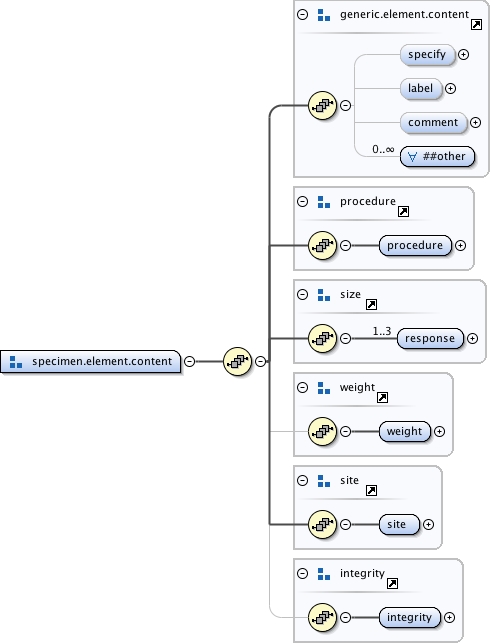 generic.element.content
specify
label
comment
0..∞
∀ ##other
procedure
procedure
size
1..3
response
specimen.element.content
weight
weight
site
site
integrity
integrity